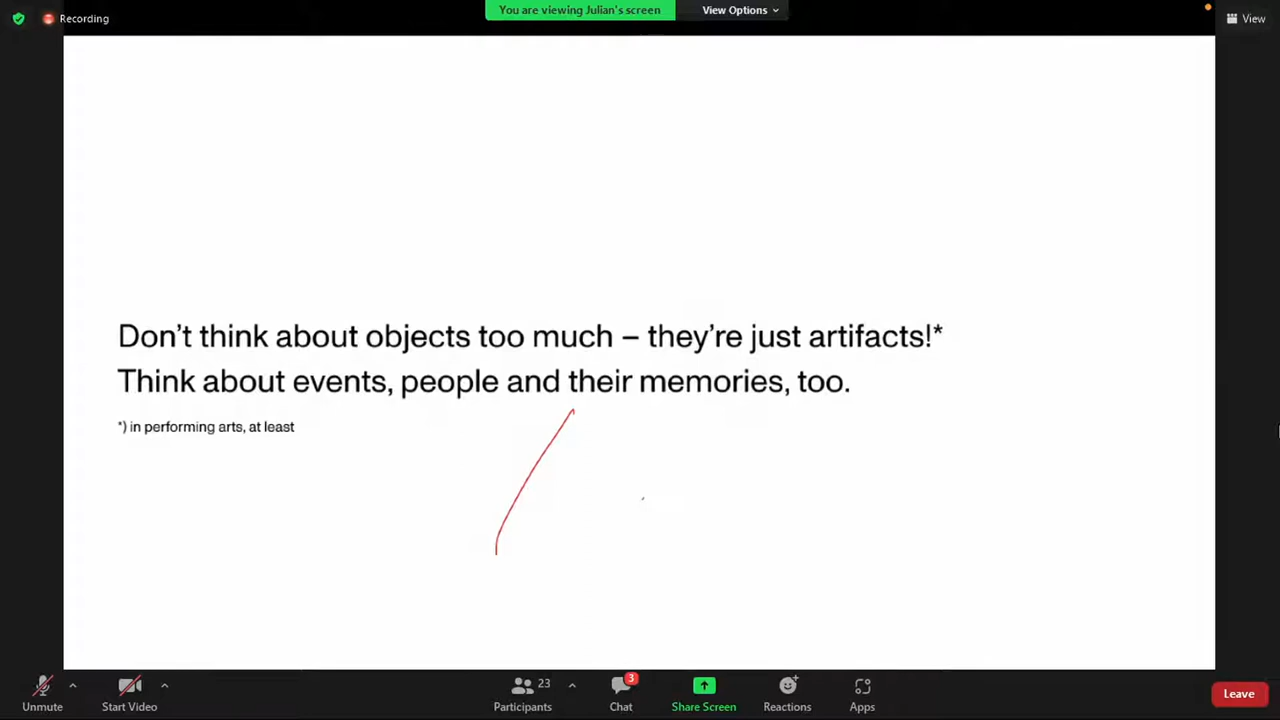 You are viewing Julian's screen View Options
Recording
View
Don't think about objects too much – they're just artifacts!*
Think about events, people and their memories, too.
*) in performing arts, at least
23
3
Unmute
Start Video
Participants
Chat
Share Screen
Reactions
Apps
Leave